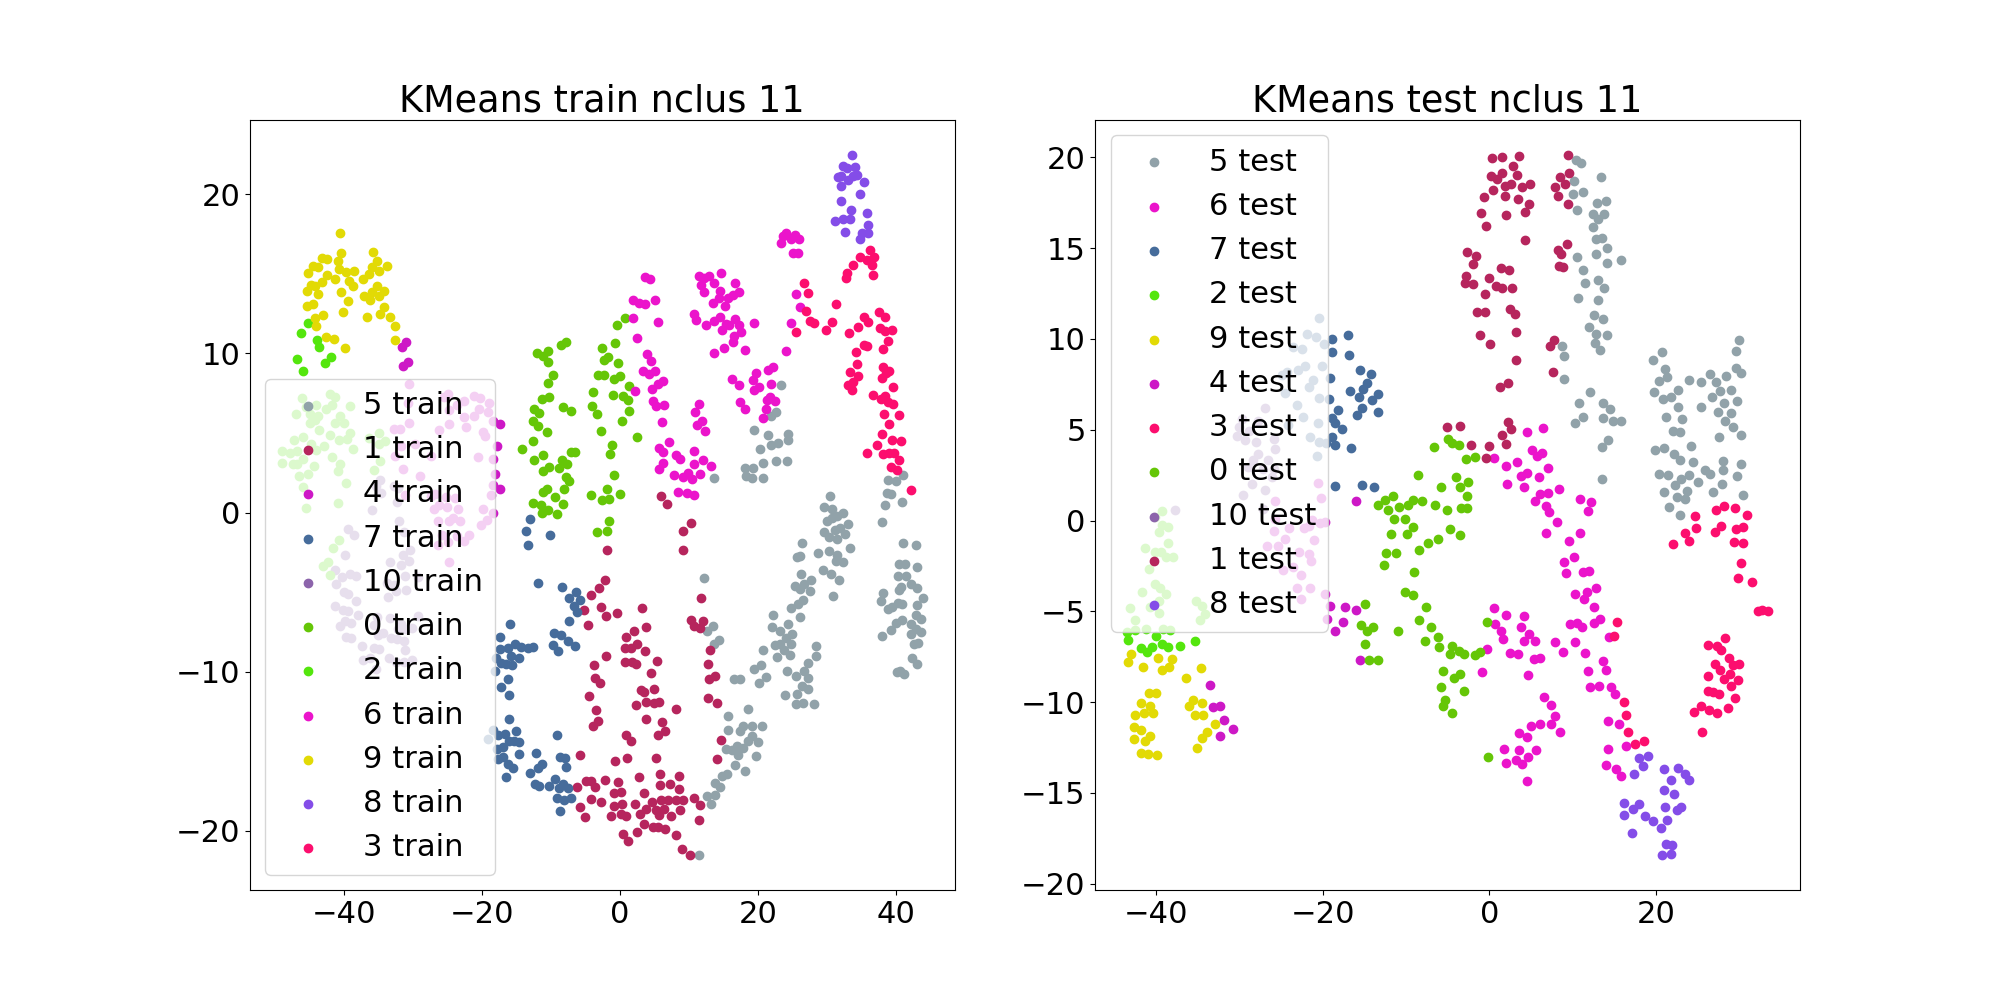 KMeans train nclus 11
20
10
0
−10
−20
−40
−20
0
20
40
5 train
1 train
4 train
7 train
10 train
0 train
2 train
6 train
9 train
8 train
3 train
KMeans test nclus 11
20
15
10
5
0
−5
−10
−15
−20
−40
−20
0
20
5 test
6 test
7 test
2 test
9 test
4 test
3 test
0 test
10 test
1 test
8 test